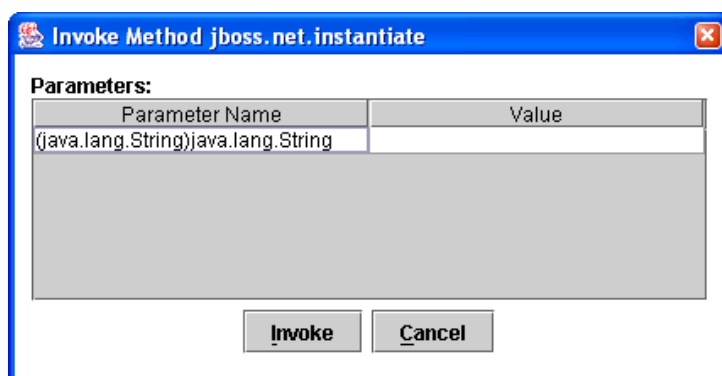 Invoke Method jboss.net.instantiate
Parameters:
Parameter Name Value
(java.lang.String)java.lang.String
Invoke Cancel